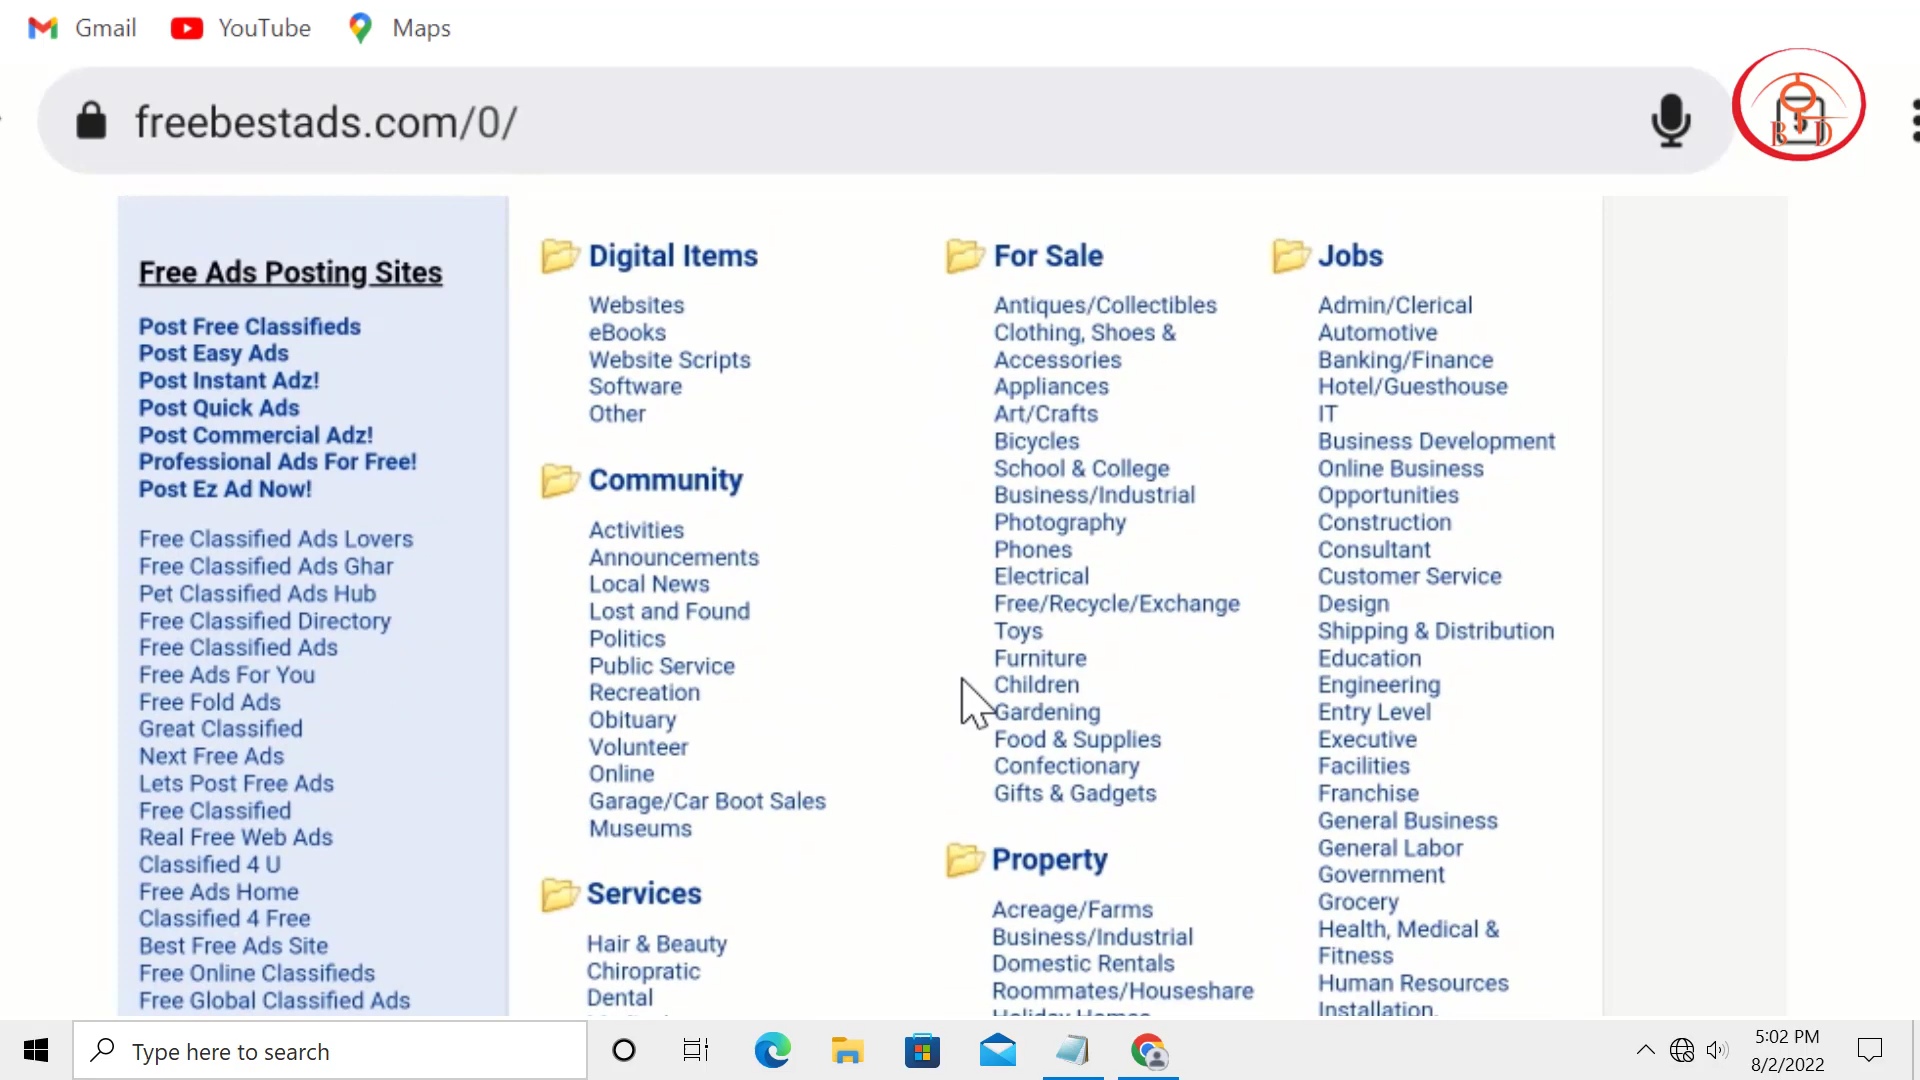 Gmail
YouTube
Maps
freebestads.com/0/
B D
Free Ads Posting Sites
Post Free Classifieds
Post Easy Ads
Post Instant Adz!
Post Quick Ads
Post Commercial Adz!
Professional Ads For Free!
Post Ez Ad Now!
Free Classified Ads Lovers
Free Classified Ads Ghar
Pet Classified Ads Hub
Free Classified Directory
Free Classified Ads
Free Ads For You
Free Fold Ads
Great Classified
Next Free Ads
Lets Post Free Ads
Free Classified
Real Free Web Ads
Classified 4 U
Free Ads Home
Classified 4 Free
Best Free Ads Site
Free Online Classifieds
Free Global Classified Ads
Digital Items
Websites
eBooks
Website Scripts
Software
Other
Community
Activities
Announcements
Local News
Lost and Found
Politics
Public Service
Recreation
Obituary
Volunteer
Online
Garage/Car Boot Sales
Museums
Services
Hair & Beauty
Chiropratic
Dental
For Sale
Antiques/Collectibles
Clothing, Shoes &
Accessories
Appliances
Art/Crafts
Bicycles
School & College
Business/Industrial
Photography
Phones
Electrical
Free/Recycle/Exchange
Toys
Furniture
Children
Gardening
Food & Supplies
Confectionary
Gifts & Gadgets
Property
Acreage/Farms
Business/Industrial
Domestic Rentals
Roommates/Houseshare
Holiday Homes
Jobs
Admin/Clerical
Automotive
Banking/Finance
Hotel/Guesthouse
IT
Business Development
Online Business
Opportunities
Construction
Consultant
Customer Service
Design
Shipping & Distribution
Education
Engineering
Entry Level
Executive
Facilities
Franchise
General Business
General Labor
Government
Grocery
Health, Medical &
Fitness
Human Resources
Installation,
Type here to search
5:02 PM
8/2/2022